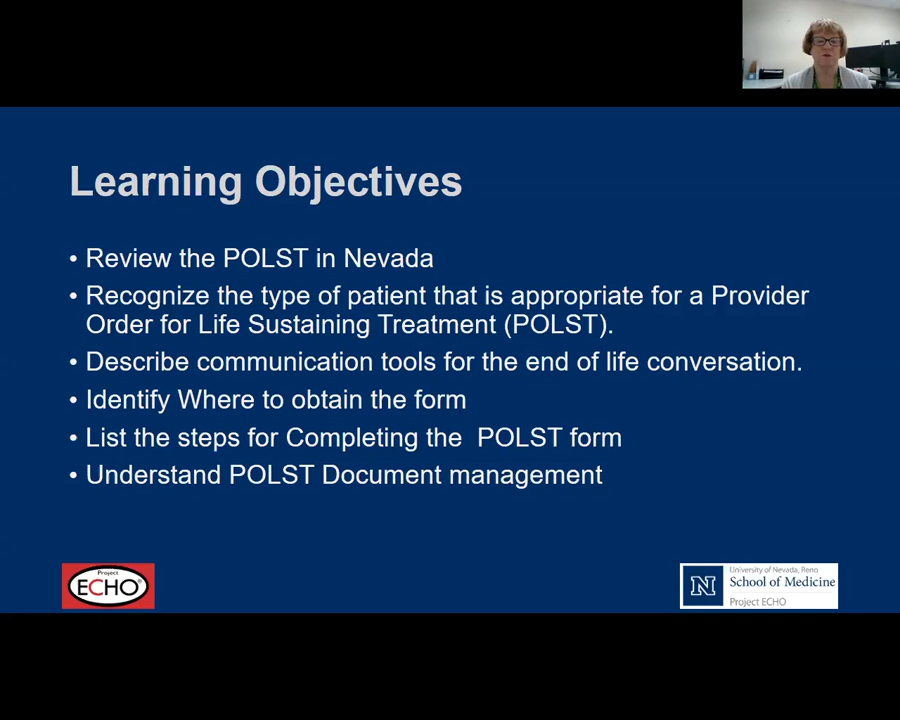 Learning Objectives
• Review the POLST in Nevada
• Recognize the type of patient that is appropriate for a Provider
Order for Life Sustaining Treatment (POLST).
• Describe communication tools for the end of life conversation.
• Identify Where to obtain the form
• List the steps for Completing the  POLST form
• Understand POLST Document management
Project
ECHO®
N
University of Nevada, Reno
School of Medicine
Project ECHO